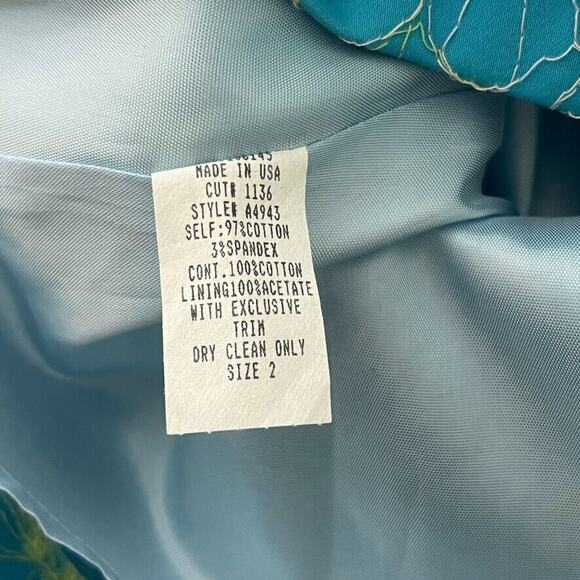 MADE IN USA
CUT# 1136
STYLE# A4943
SELF:97%COTTON
3%SPANDEX
CONT.100%COTTON
LINING100%ACETATE
WITH EXCLUSIVE
TRIM
DRY CLEAN ONLY
SIZE 2